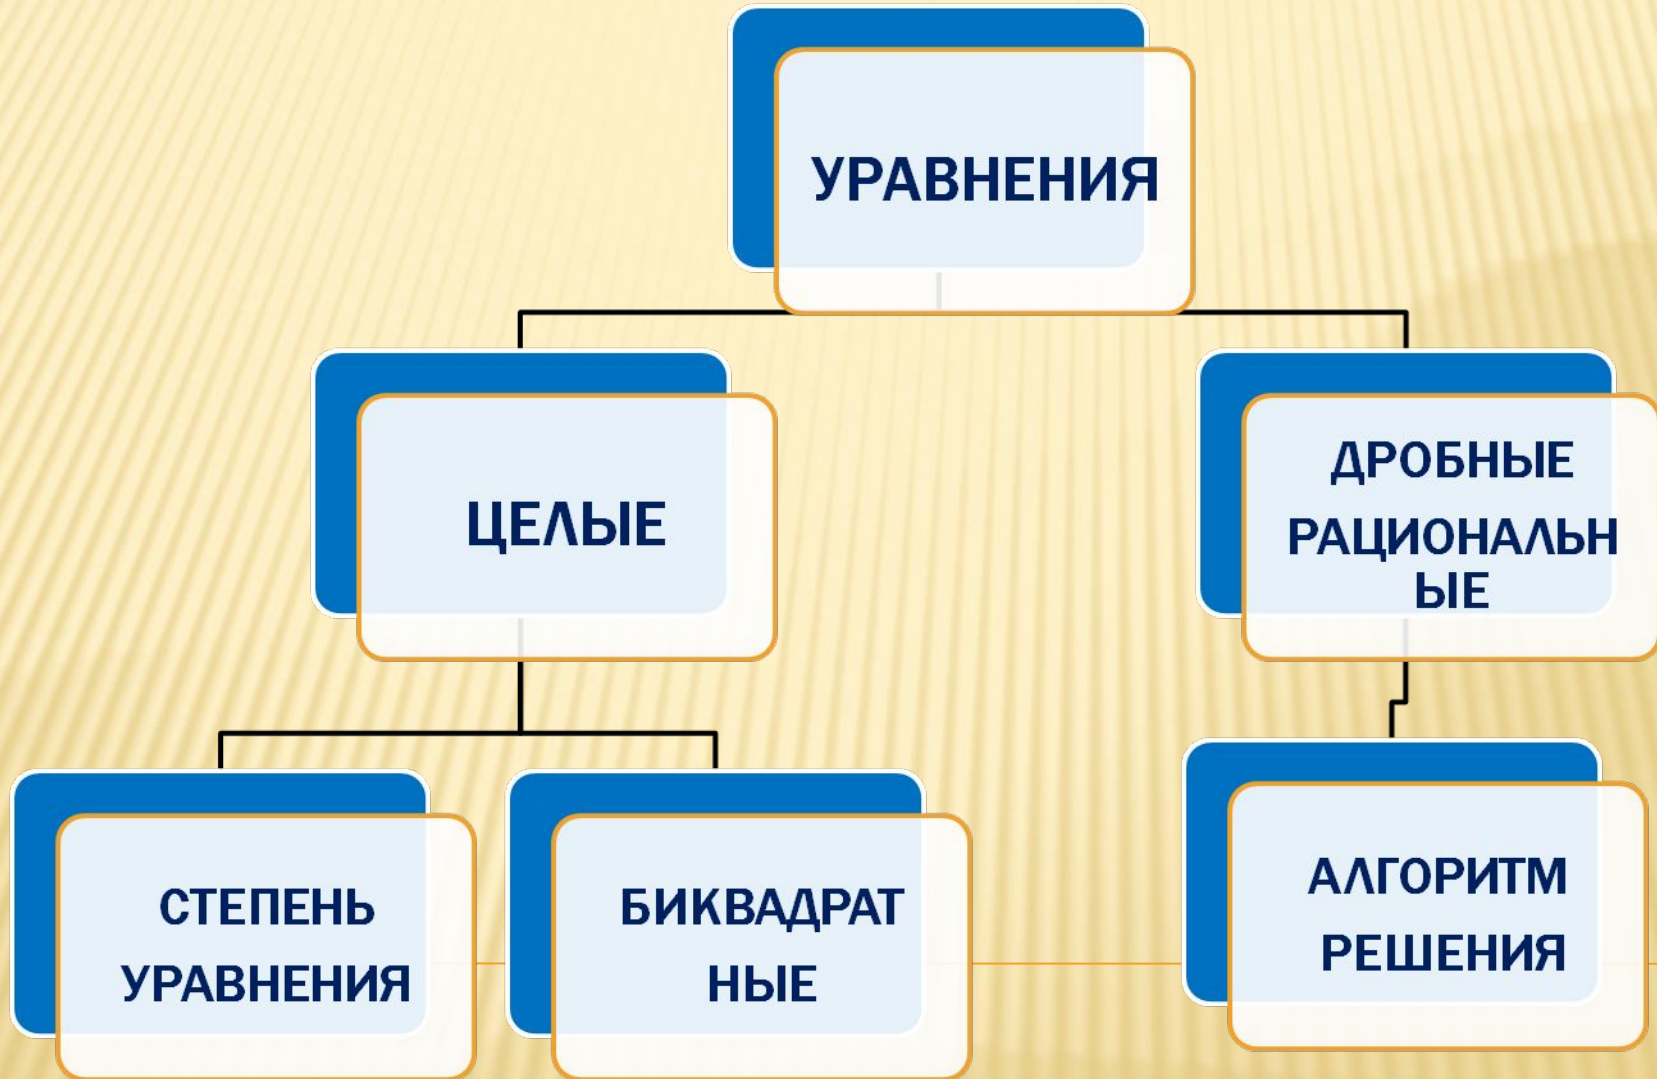 УРАВНЕНИЯ
ЦЕЛЫЕ
ДРОБНЫЕ
РАЦИОНАЛЬН
ЫЕ
СТЕПЕНЬ
УРАВНЕНИЯ
БИКВАДРАТ
НЫЕ
АЛГОРИТМ
РЕШЕНИЯ